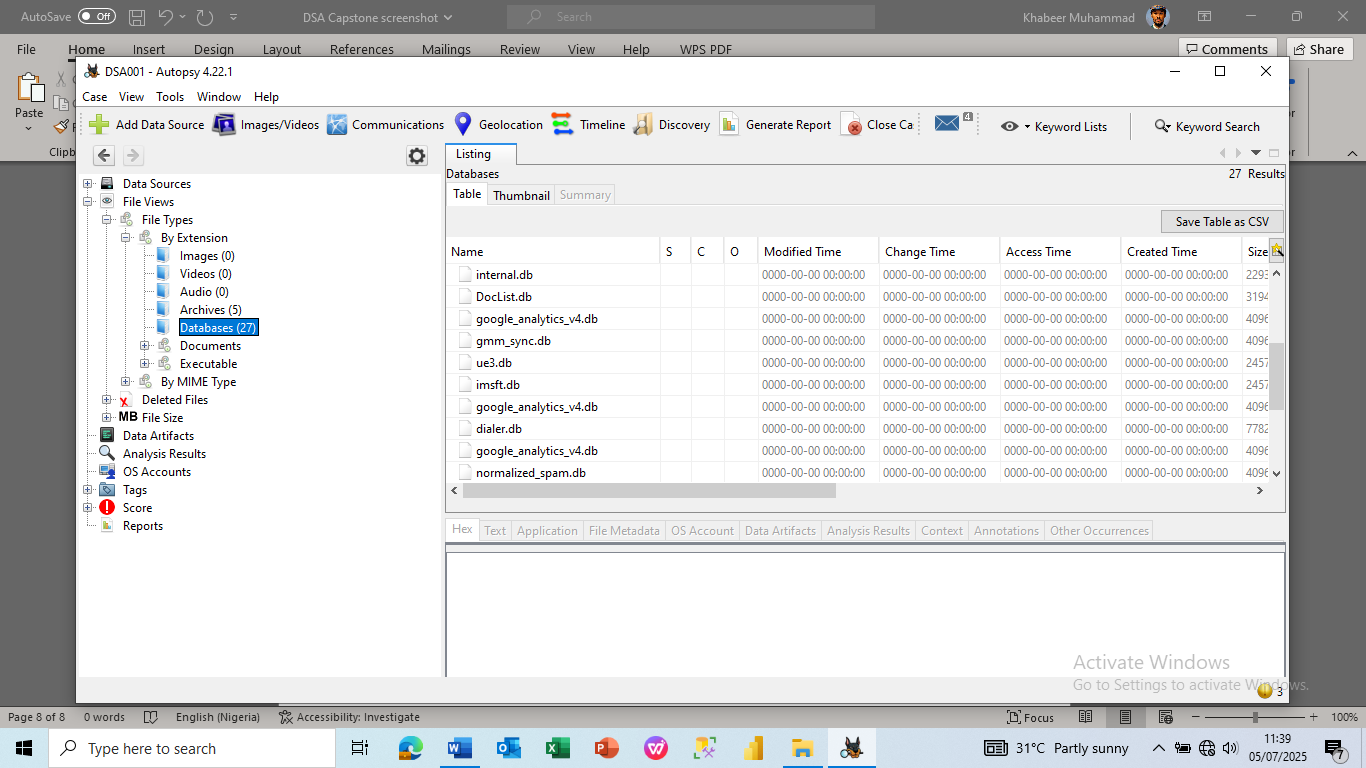 AutoSave Off DSA Capstone screenshot Search Khabeer Muhammad
File Home Insert Design Layout References Mailings Review View Help WPS PDF Comments Share
Paste
Clipb
DSA001 - Autopsy 4.22.1
Case View Tools Window Help
Add Data Source Images/Videos Communications Geolocation Timeline Discovery Generate Report Close Ca 4 Keyword Lists Keyword Search
Data Sources
File Views
File Types
By Extension
Images (0)
Videos (0)
Audio (0)
Archives (5)
Databases (27)
Documents
Executable
By MIME Type
Deleted Files
MB File Size
Data Artifacts
Analysis Results
OS Accounts
Tags
Score
Reports
Listing
Databases 27 Results
Table Thumbnail Summary
Save Table as CSV
Name S C O Modified Time Change Time Access Time Created Time Size
internal.db 0000-00-00 00:00:00 0000-00-00 00:00:00 0000-00-00 00:00:00 0000-00-00 00:00:00 2293
DocList.db 0000-00-00 00:00:00 0000-00-00 00:00:00 0000-00-00 00:00:00 0000-00-00 00:00:00 3194
google_analytics_v4.db 0000-00-00 00:00:00 0000-00-00 00:00:00 0000-00-00 00:00:00 0000-00-00 00:00:00 4096
gmm_sync.db 0000-00-00 00:00:00 0000-00-00 00:00:00 0000-00-00 00:00:00 0000-00-00 00:00:00 4096
ue3.db 0000-00-00 00:00:00 0000-00-00 00:00:00 0000-00-00 00:00:00 0000-00-00 00:00:00 2457
imsft.db 0000-00-00 00:00:00 0000-00-00 00:00:00 0000-00-00 00:00:00 0000-00-00 00:00:00 2457
google_analytics_v4.db 0000-00-00 00:00:00 0000-00-00 00:00:00 0000-00-00 00:00:00 0000-00-00 00:00:00 4096
dialer.db 0000-00-00 00:00:00 0000-00-00 00:00:00 0000-00-00 00:00:00 0000-00-00 00:00:00 7782
google_analytics_v4.db 0000-00-00 00:00:00 0000-00-00 00:00:00 0000-00-00 00:00:00 0000-00-00 00:00:00 4096
normalized_spam.db 0000-00-00 00:00:00 0000-00-00 00:00:00 0000-00-00 00:00:00 0000-00-00 00:00:00 4096
Hex Text Application File Metadata OS Account Data Artifacts Analysis Results Context Annotations Other Occurrences
Activate Windows
Go to Settings to activate Windows.
3
Page 8 of 8 0 words English (Nigeria) Accessibility: Investigate Focus 100%
Type here to search 31°C Partly sunny 11:39
05/07/2025 7